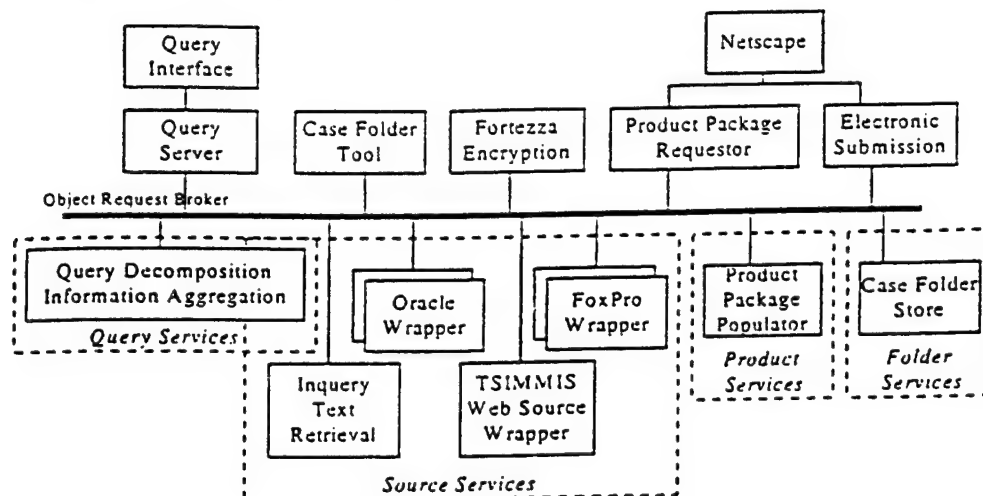 Query
Interface
Netscape
Query
Server
Case Folder
Tool
Fortezza
Encryption
Product Package
Requestor
Electronic
Submission
Object Request Broker
Query Decomposition
Information Aggregation
Query Services
Oracle
Wrapper
FoxPro
Wrapper
Product
Package
Populator
Product
Services
Case Folder
Store
Folder
Services
Inquery
Text
Retrieval
TSIMMIS
Web Source
Wrapper
Source Services